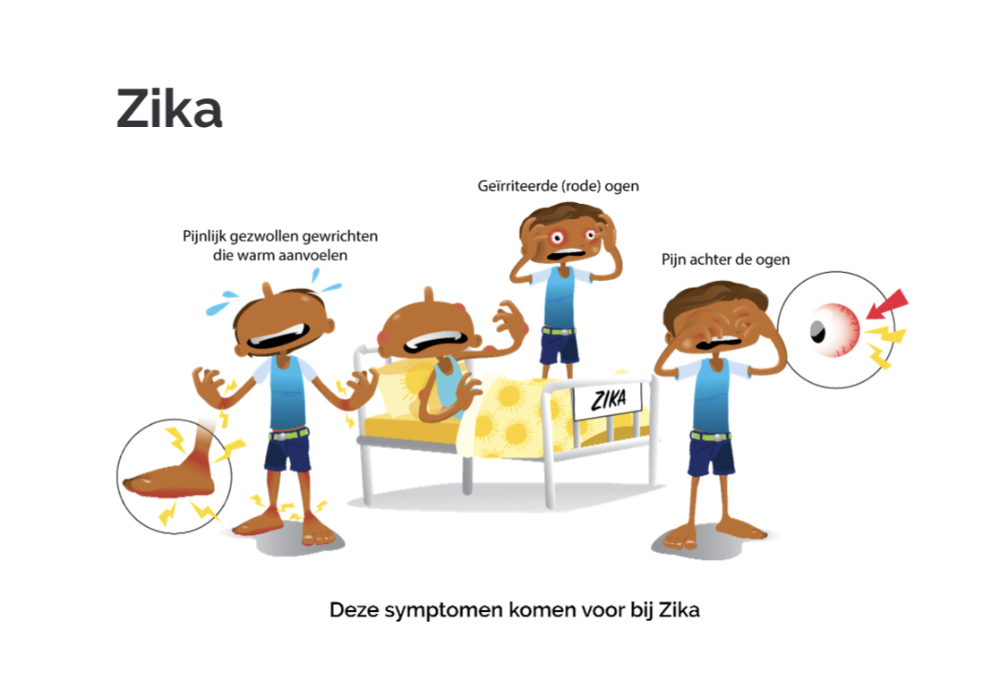 Zika
Geïrriteerde (rode) ogen
Pijnlijk gezwollen gewrichten
die warm aanvoelen
Pijn achter de ogen
ZIKA
Deze symptomen komen voor bij Zika